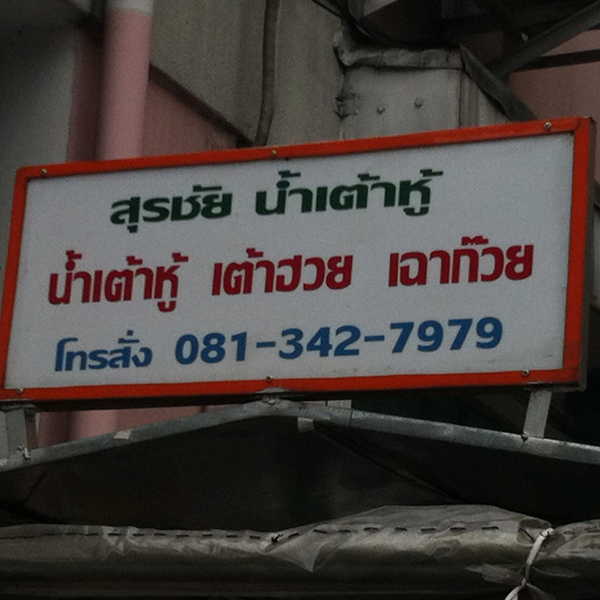 สุรชัย น้ำเต้าหู้
น้ำเต้าหู้ เต้าฮวย เฉาก๊วย
โทรสั่ง 081-342-7979